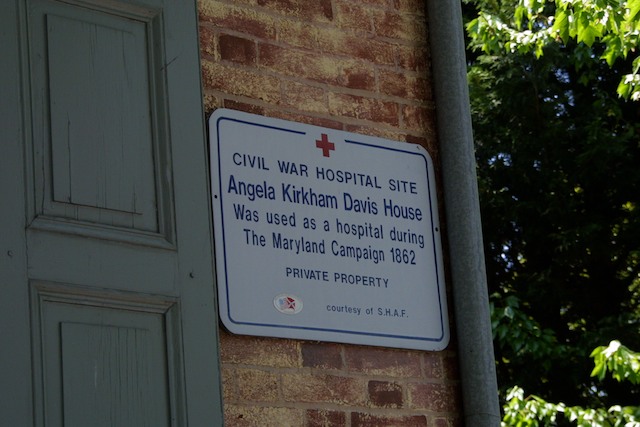 CIVIL WAR HOSPITAL SITE
Angela Kirkham Davis House
Was used as a hospital during
The Maryland Campaign 1862
PRIVATE PROPERTY
courtesy of S.H.A.F.